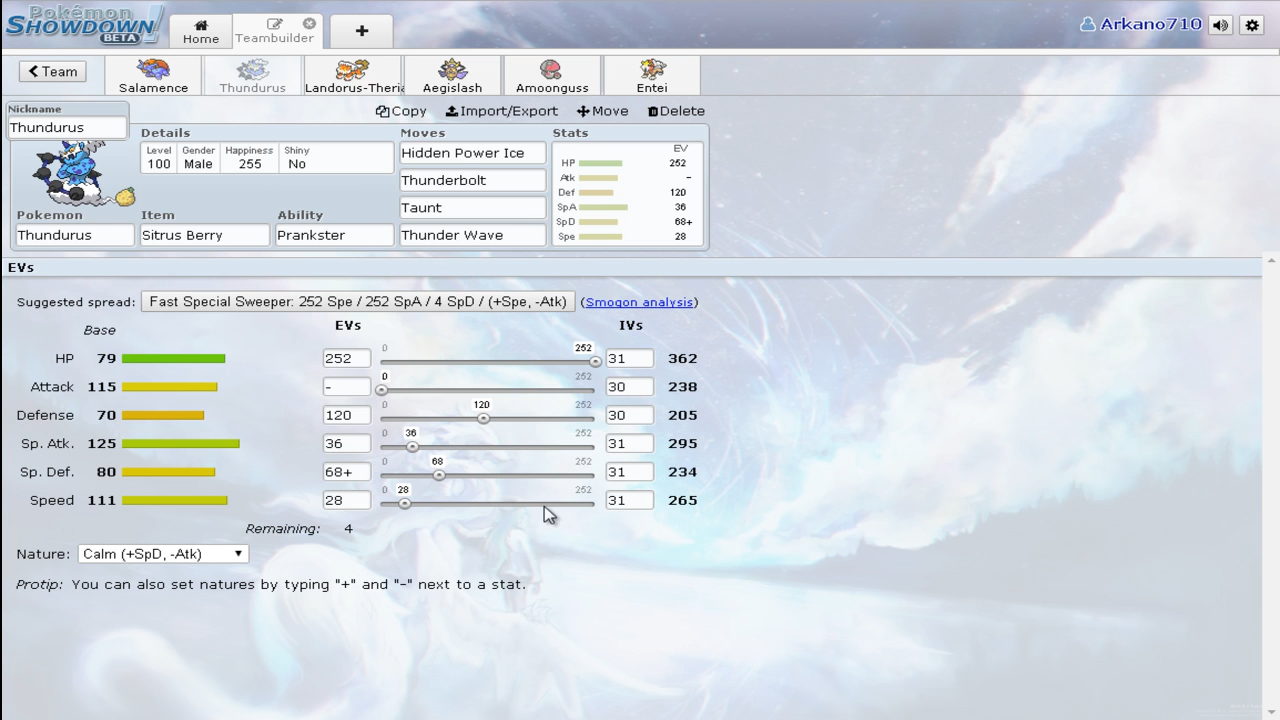 Pokémon
SHOWDOWN!
BETA
Home
Teambuilder
+
Arkano710
< Team
Salamence
Thundurus
Landorus-Theri
Aegislash
Amoonguss
Entei
Nickname
Thundurus
Copy Import/Export Move Delete
Details
Level Gender Happiness Shiny
100 Male 255 No
Moves
Hidden Power Ice
Thunderbolt
Taunt
Thunder Wave
Stats
EV
HP 252
Atk -
Def 120
SpA 36
SpD 68+
Spe 28
Pokemon Item Ability
Thundurus Sitrus Berry Prankster
EVs
Suggested spread: Fast Special Sweeper: 252 Spe / 252 SpA / 4 SpD / (+Spe, -Atk) (Smogon analysis)
Base EVs IVs
0 252
HP 79 252 31 362
0 252
Attack 115 - 30 238
0 120 252
Defense 70 120 30 205
0 36 252
Sp. Atk. 125 36 31 295
0 68 252
Sp. Def. 80 68+ 31 234
0 28 252
Speed 111 28 31 265
Remaining: 4
Nature: Calm (+SpD, -Atk)
Protip: You can also set natures by typing "+" and "-" next to a stat.